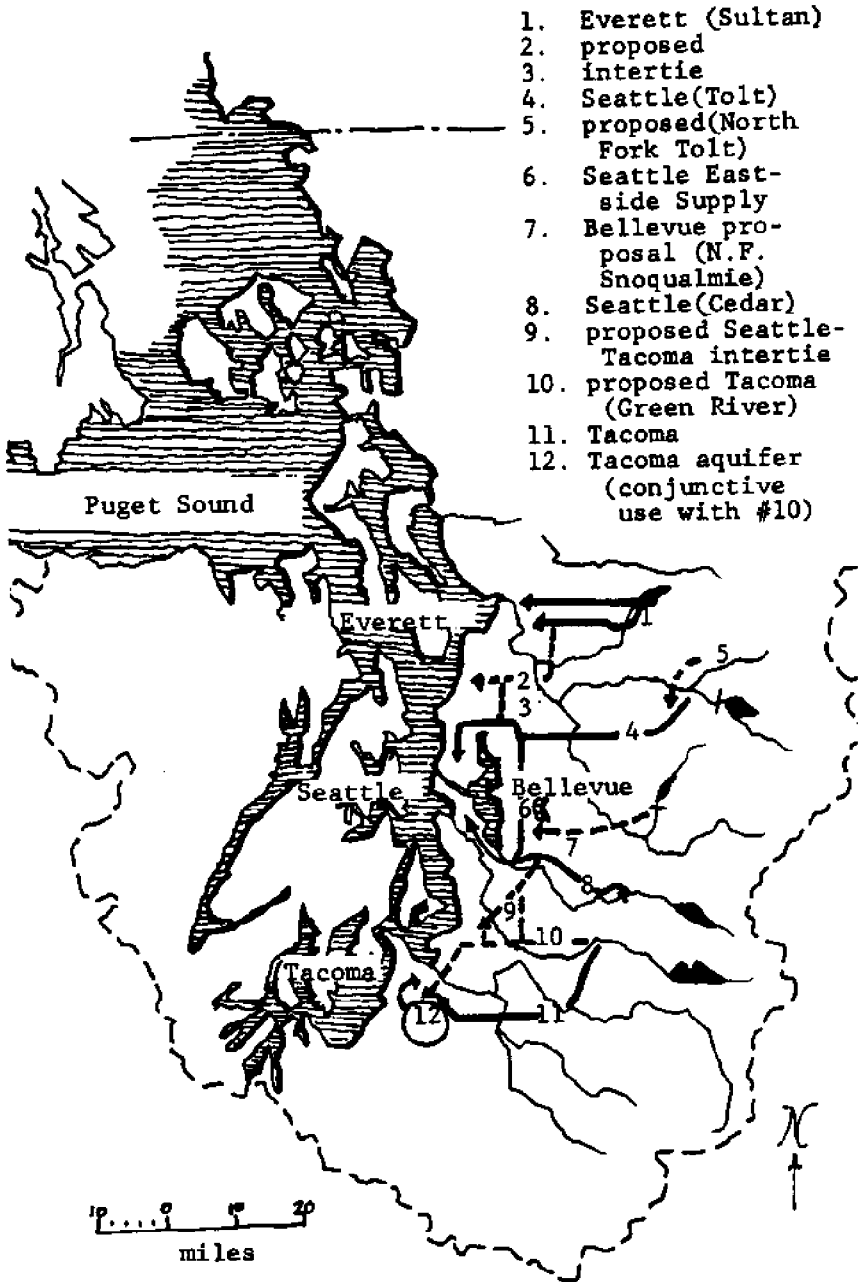 1. Everett (Sultan)
2. proposed
3. intertie
4. Seattle(Tolt)
5. proposed(North
Fork Tolt)
6. Seattle East-
side Supply
7. Bellevue pro-
posal (N.F.
Snoqualmie)
8. Seattle(Cedar)
9. proposed Seattle-
Tacoma intertie
10. proposed Tacoma
(Green River)
11. Tacoma
12. Tacoma aquifer
(conjunctive
use with #10)
Puget Sound
Everett
1
5
2
3
4
Seattle
Bellevue
6
7
8
9
10
Tacoma
12
11
N
10 0 10 20
miles